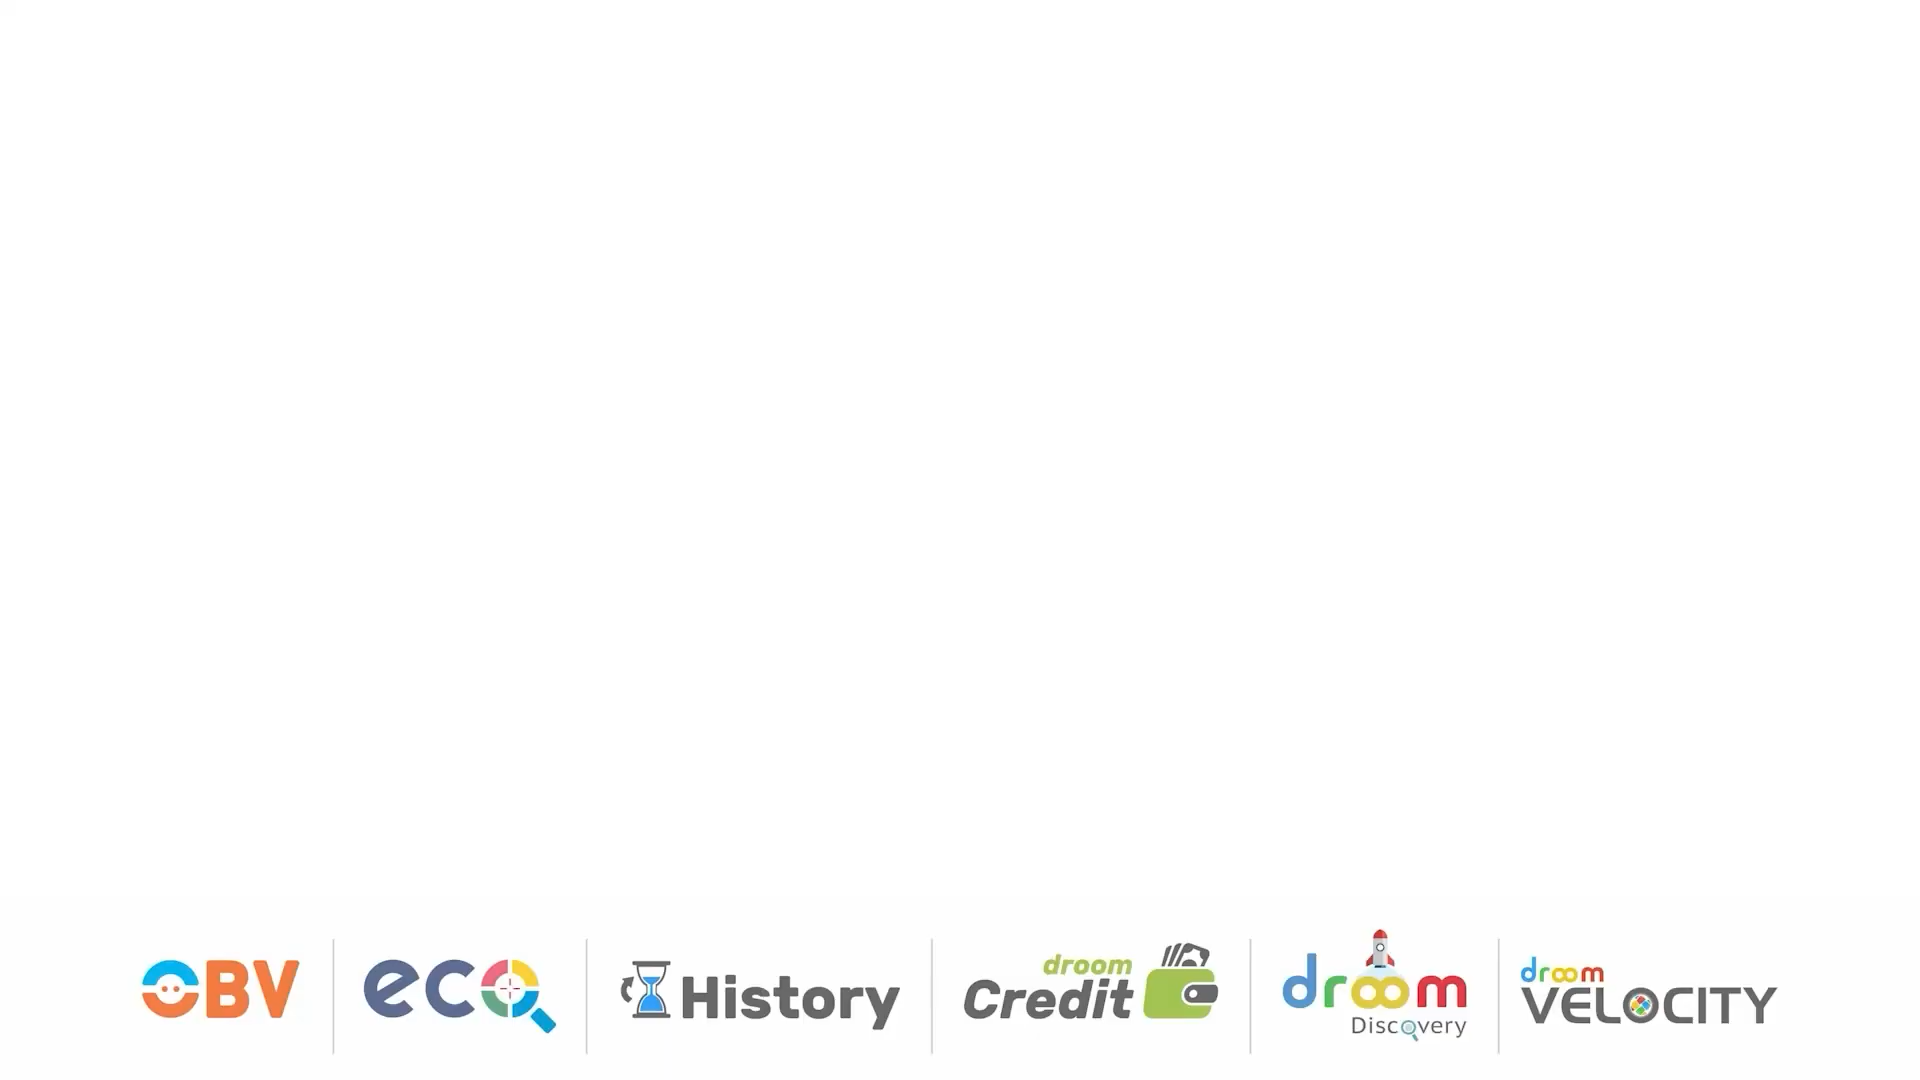 OBV
eco
History
droom
Credit
droom
Discovery
droom
VELOCITY